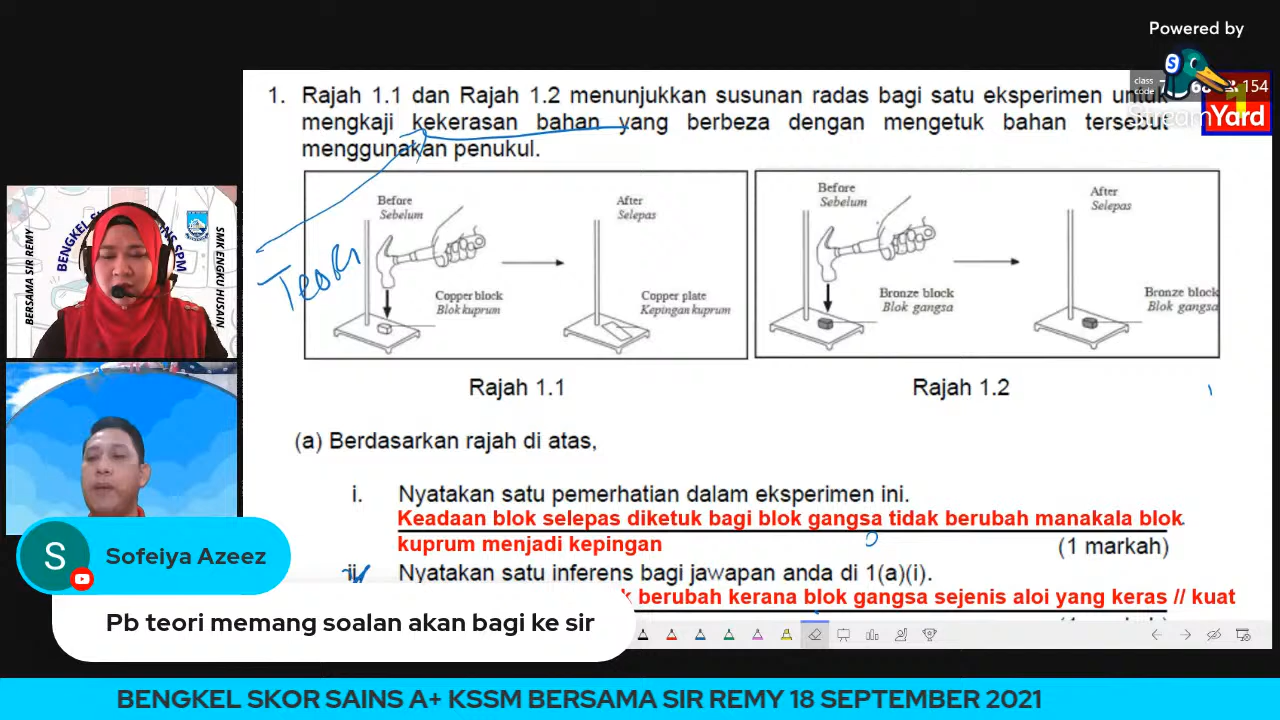 Powered by
StreamYard
class
code
154
1. Rajah 1.1 dan Rajah 1.2 menunjukkan susunan radas bagi satu eksperimen untuk
mengkaji kekerasan bahan yang berbeza dengan mengetuk bahan tersebut
menggunakan penukul.
Teori
Before
Sebelum
After
Selepas
Copper block
Blok kuprum
Copper plate
Kepingan kuprum
Before
Sebelum
After
Selepas
Bronze block
Blok gangsa
Bronze block
Blok gangsa
Rajah 1.1
Rajah 1.2
(a) Berdasarkan rajah di atas,
i. Nyatakan satu pemerhatian dalam eksperimen ini.
Keadaan blok selepas diketuk bagi blok gangsa tidak berubah manakala blok
kuprum menjadi kepingan
(1 markah)
ii. Nyatakan satu inferens bagi jawapan anda di 1(a)(i).
berubah kerana blok gangsa sejenis aloi yang keras // kuat
BERSAMA SIR REMY
SMK ENGKU HUSAIN
S
Sofeiya Azeez
Pb teori memang soalan akan bagi ke sir
BENGKEL SKOR SAINS A+ KSSM BERSAMA SIR REMY 18 SEPTEMBER 2021